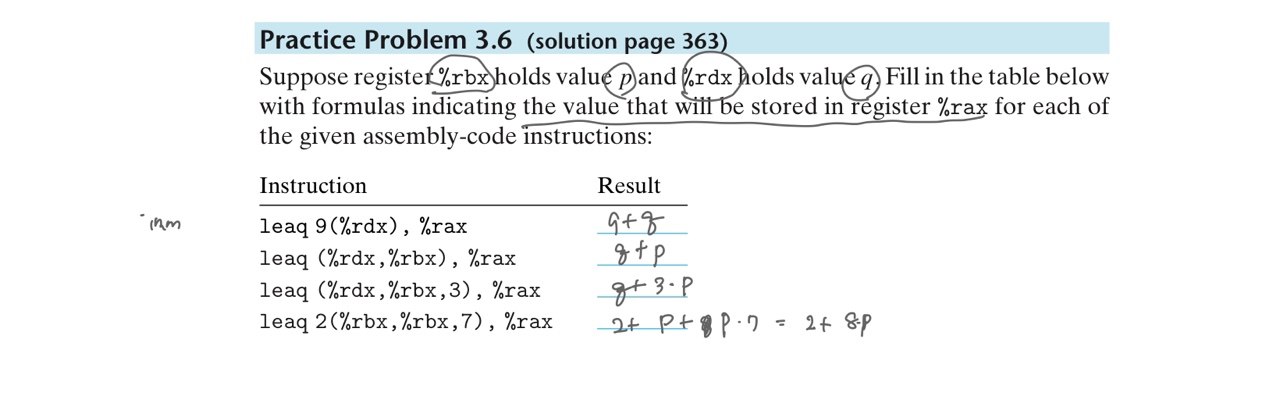 Practice Problem 3.6 (solution page 363)
Suppose register %rbx holds value p and %rdx holds value q. Fill in the table below
with formulas indicating the value that will be stored in register %rax for each of
the given assembly-code instructions:
Instruction Result
leaq 9(%rdx), %rax 9+q
leaq (%rdx,%rbx), %rax q+p
leaq (%rdx,%rbx,3), %rax q+3·p
leaq 2(%rbx,%rbx,7), %rax 2+ p+ p·7 = 2+ 8·p